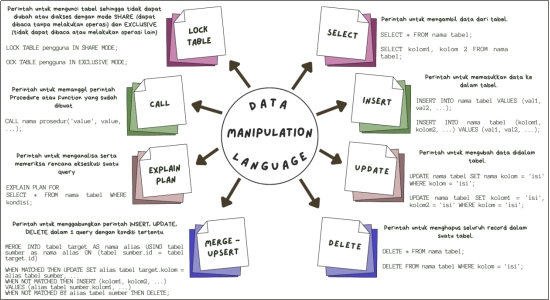 Perintah untuk mengunci tabel sehingga tidak dapat
diubah atau diakses dengan mode SHARE (dapat
dibaca tanpa melakukan operasi) dan EXCLUSIVE
(tidak dapat dibaca atau melakukan operasi lain)
LOCK TABLE pengguna IN SHARE MODE;
OCK TABLE pengguna IN EXCLUSIVE MODE;
LOCK
TABLE
Perintah untuk memanggil perintah
Procedure atau Function yang sudah
dibuat
CALL nama prosedur('value', value,
...);
CALL
Perintah untuk menganalisa serta
memeriksa rencana eksekusi suatu
query
EXPLAIN PLAN FOR
SELECT * FROM nama tabel WHERE
kondisi;
EXPLAIN
PLAN
Perintah untuk menggabungkan perintah INSERT, UPDATE,
DELETE dalam 1 query dengan kondisi tertentu
MERGE INTO tabel target AS nama alias USING tabel
sumber as nama alias ON (tabel sumber.id = tabel
target.id)
WHEN MATCHED THEN UPDATE SET alias tabel target.kolom =
alias tabel sumber.
WHEN NOT MATCHED THEN INSERT (kolom1, kolom2, ...)
VALUES (alias tabel sumber.kolom1,...)
WHEN NOT MATCHED BY alias tabel sumber THEN DELETE;
MERGE -
UPSERT
DATA
MANIPULATION
LANGUAGE
SELECT
Perintah untuk mengambil data dari tabel.
SELECT * FROM nama tabel;
SELECT kolom1, kolom 2 FROM nama
tabel;
INSERT
Perintah untuk memasukkan data ke
dalam tabel.
INSERT INTO nama tabel VALUES (val1,
val2, ...);
INSERT INTO nama tabel (kolom1,
kolom2, ...) VALUES (val1, val2, ...);
UPDATE
Perintah untuk mengubah data didalam
tabel.
UPDATE nama tabel SET nama kolom = 'isi'
WHERE kolom = 'isi';
UPDATE nama tabel SET kolom1 = 'isi',
kolom2 = 'isi' WHERE kolom = 'isi';
DELETE
Perintah untuk menghapus seluruh record dalam
suatu tabel.
DELETE * FROM nama tabel;
DELETE FROM nama tabel WHERE kolom = 'isi';